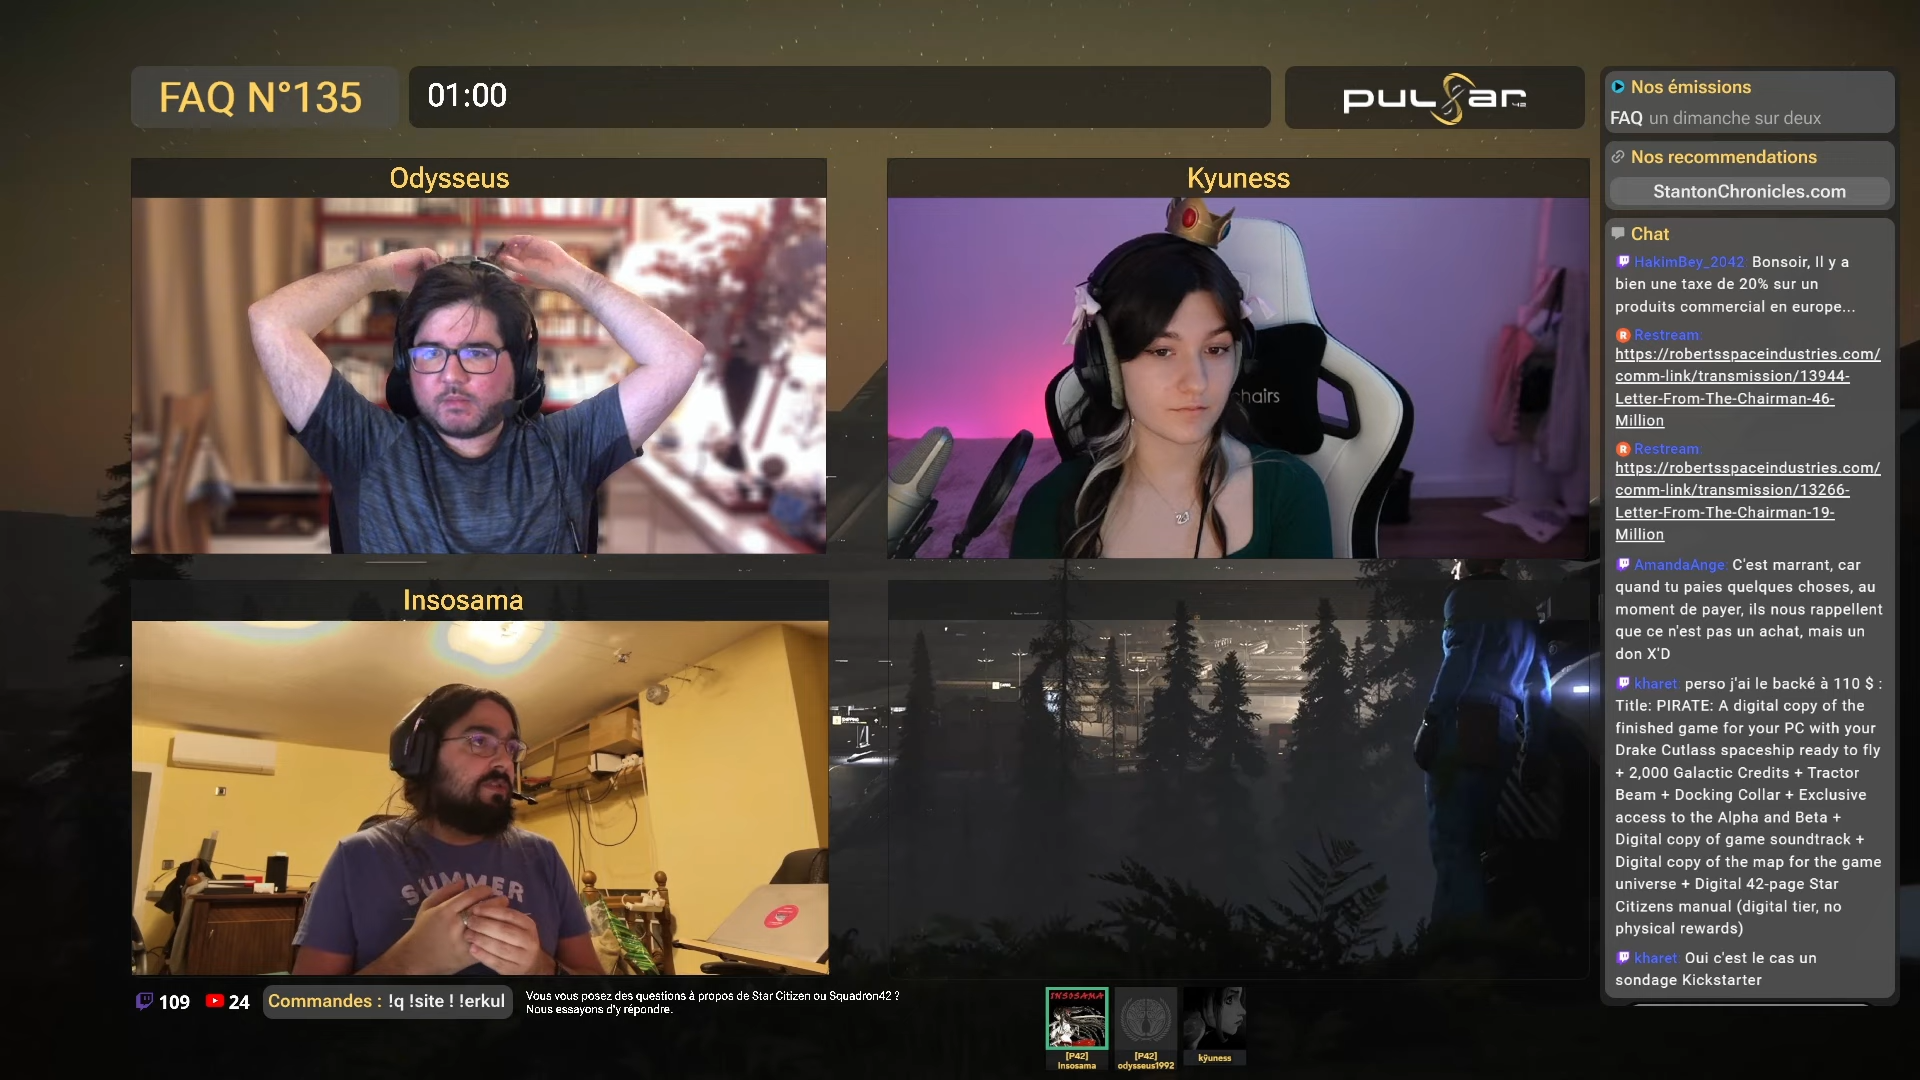 FAQ N°135
01:00
pulsar 42
Odysseus
Kyuness
chairs
Insosama
SUMMER
Nos émissions
FAQ un dimanche sur deux
Nos recommendations
StantonChronicles.com
Chat
HakimBey_2042: Bonsoir, Il y a
bien une taxe de 20% sur un
produits commercial en europe...
Restream:
https://robertsspaceindustries.com/
comm-link/transmission/13944-
Letter-From-The-Chairman-46-
Million
Restream:
https://robertsspaceindustries.com/
comm-link/transmission/13266-
Letter-From-The-Chairman-19-
Million
AmandaAnge: C'est marrant, car
quand tu paies quelques choses, au
moment de payer, ils nous rappellent
que ce n'est pas un achat, mais un
don X'D
kharet: perso j'ai le backé à 110 $ :
Title: PIRATE: A digital copy of the
finished game for your PC with your
Drake Cutlass spaceship ready to fly
+ 2,000 Galactic Credits + Tractor
Beam + Docking Collar + Exclusive
access to the Alpha and Beta +
Digital copy of game soundtrack +
Digital copy of the map for the game
universe + Digital 42-page Star
Citizens manual (digital tier, no
physical rewards)
kharet: Oui c'est le cas un
sondage Kickstarter
109
24
Commandes : !q !site ! !erkul
Vous vous posez des questions à propos de Star Citizen ou Squadron42 ?
Nous essayons d'y répondre.
INSOSAMA
[P42]
Insosama
[P42]
odysseus1992
kÿuness